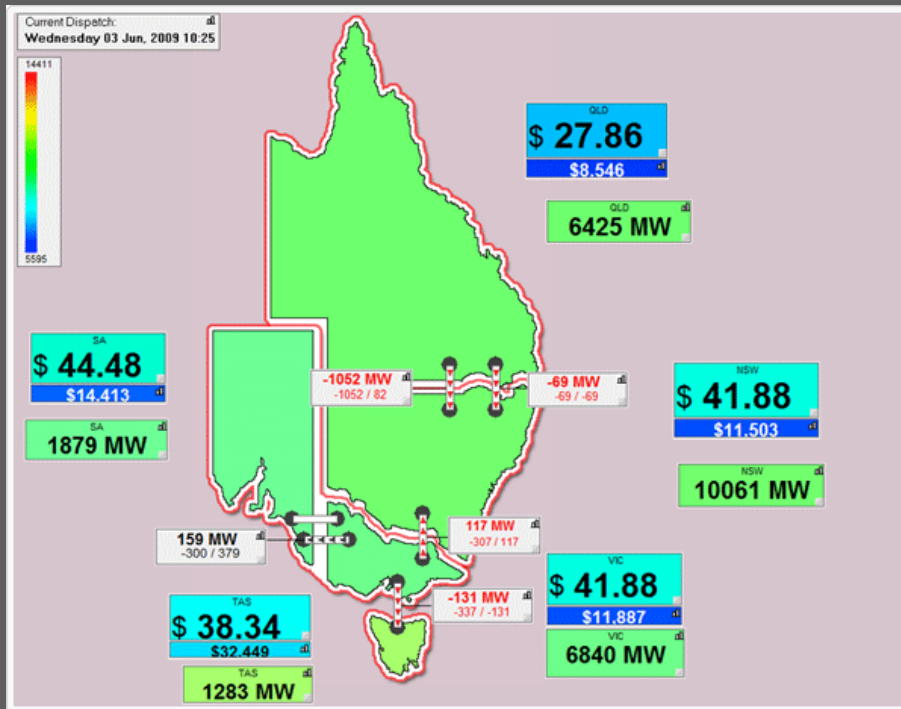 Current Dispatch:
Wednesday 03 Jun, 2009 10:25
14411
5595
QLD
$ 27.86
$8.546
QLD
6425 MW
SA
$ 44.48
$14.413
SA
1879 MW
-1052 MW
-1052 / 82
-69 MW
-69 / -69
NSW
$ 41.88
$11.503
NSW
10061 MW
159 MW
-300 / 379
117 MW
-307 / 117
-131 MW
-337 / -131
VIC
$ 41.88
$11.887
VIC
6840 MW
TAS
$ 38.34
$32.449
TAS
1283 MW